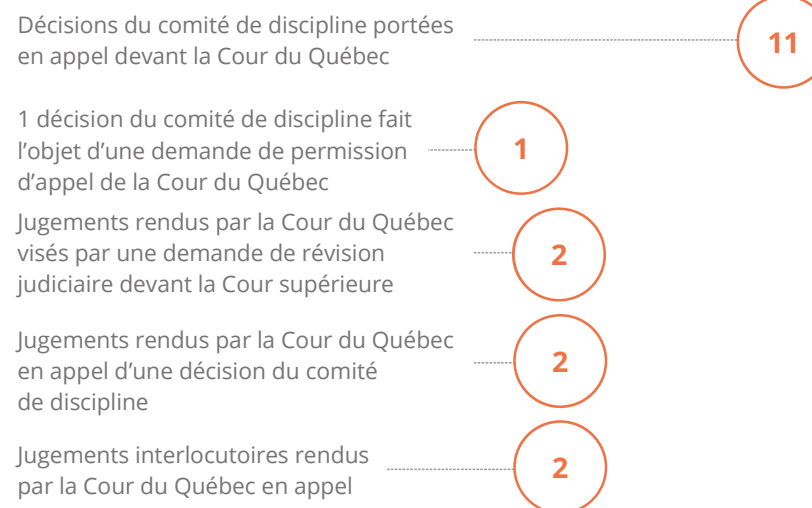 Décisions du comité de discipline portées
en appel devant la Cour du Québec
11
1 décision du comité de discipline fait
l'objet d'une demande de permission
d'appel de la Cour du Québec
1
Jugements rendus par la Cour du Québec
visés par une demande de révision
judiciaire devant la Cour supérieure
2
Jugements rendus par la Cour du Québec
en appel d'une décision du comité
de discipline
2
Jugements interlocutoires rendus
par la Cour du Québec en appel
2